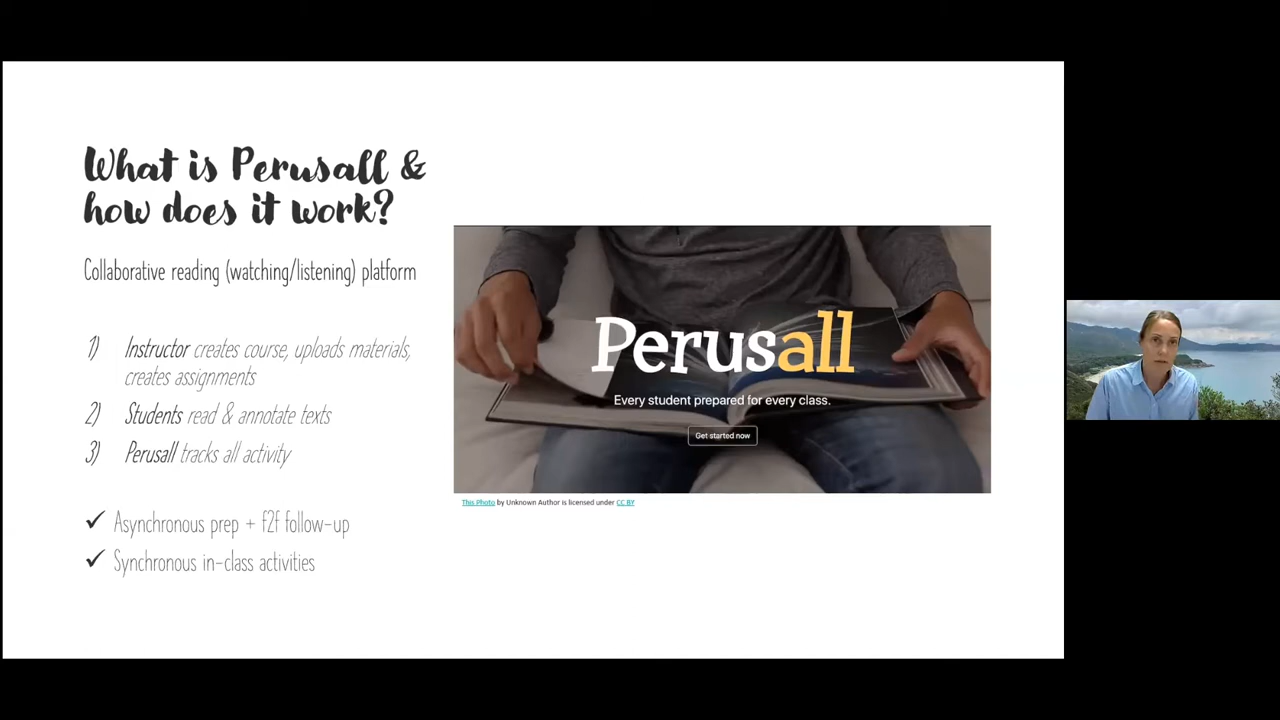 What is Perusall &
how does it work?
Collaborative reading (watching/listening) platform
1) Instructor creates course, uploads materials,
creates assignments
2) Students read & annotate texts
3) Perusall tracks all activity
✓ Asynchronous prep + f2f follow-up
✓ Synchronous in-class activities
Perusall
Every student prepared for every class.
Get started now
This Photo by Unknown Author is licensed under CC BY